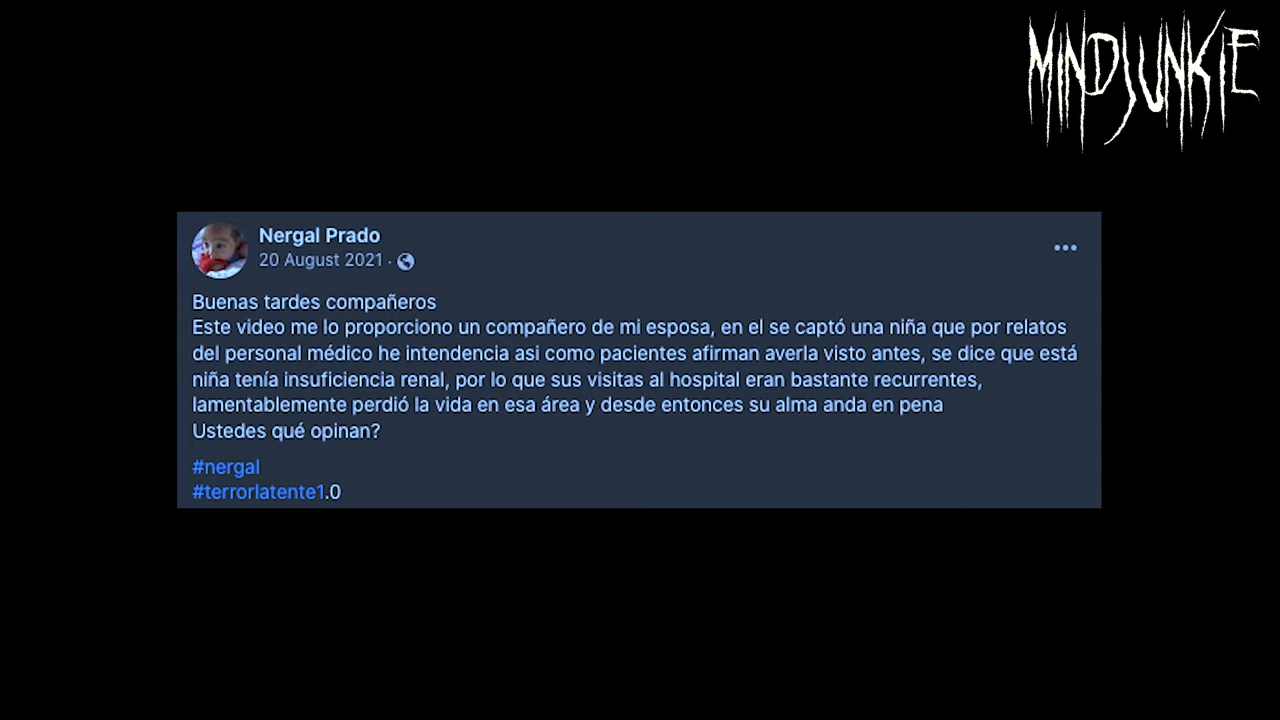 MINDJUNKIE
Nergal Prado
20 August 2021 ·
Buenas tardes compañeros
Este video me lo proporciono un compañero de mi esposa, en el se captó una niña que por relatos
del personal médico he intendencia asi como pacientes afirman averla visto antes, se dice que está
niña tenía insuficiencia renal, por lo que sus visitas al hospital eran bastante recurrentes,
lamentablemente perdió la vida en esa área y desde entonces su alma anda en pena
Ustedes qué opinan?
#nergal
#terrorlatente1.0